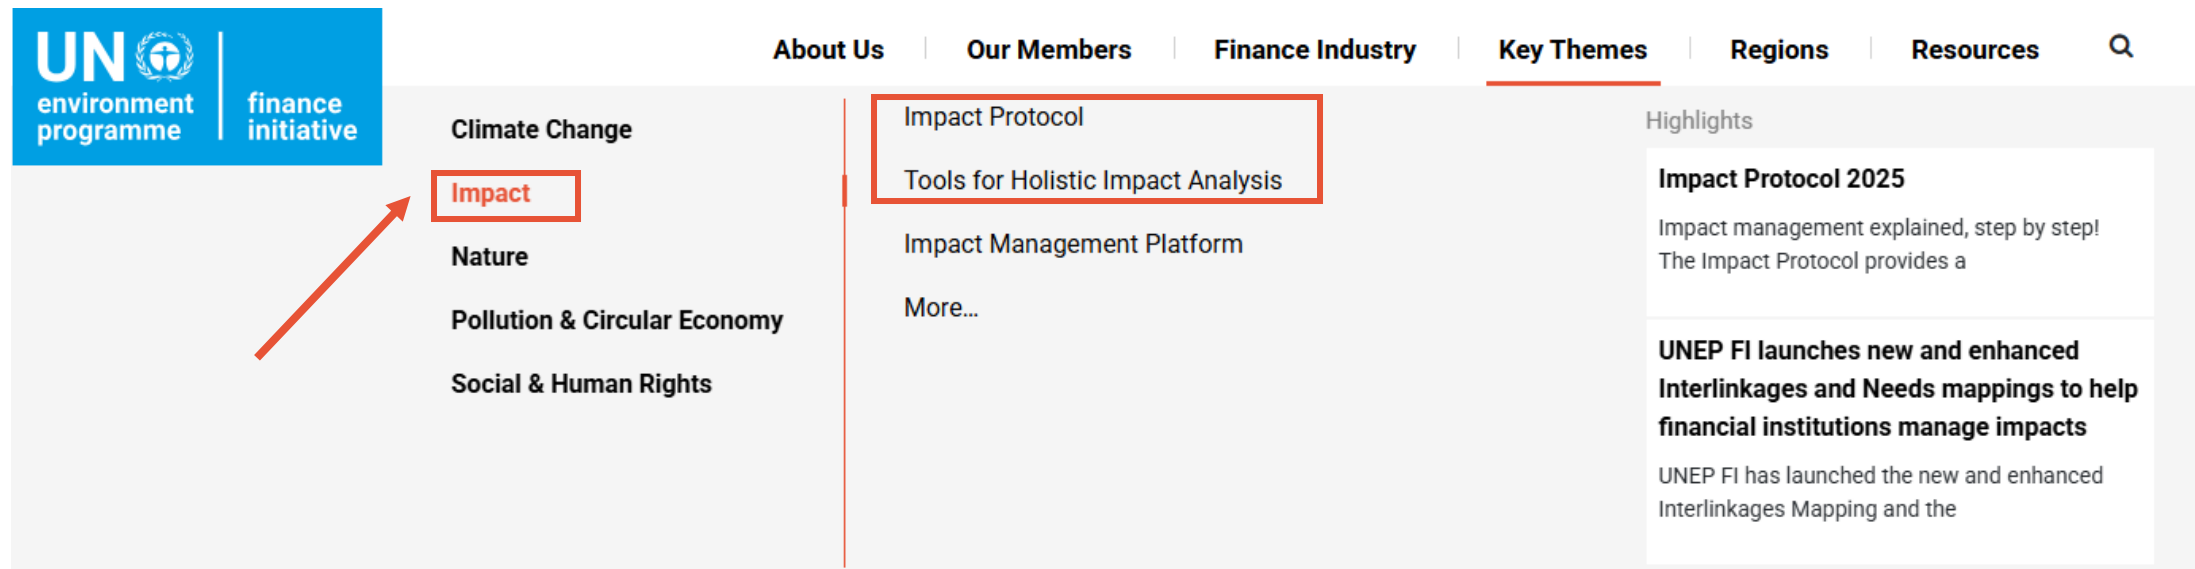 UN
environment
programme
finance
initiative
About Us
Our Members
Finance Industry
Key Themes
Regions
Resources
Climate Change
Impact
Nature
Pollution & Circular Economy
Social & Human Rights
Impact Protocol
Tools for Holistic Impact Analysis
Impact Management Platform
More...
Highlights
Impact Protocol 2025
Impact management explained, step by step!
The Impact Protocol provides a
UNEP FI launches new and enhanced
Interlinkages and Needs mappings to help
financial institutions manage impacts
UNEP FI has launched the new and enhanced
Interlinkages Mapping and the